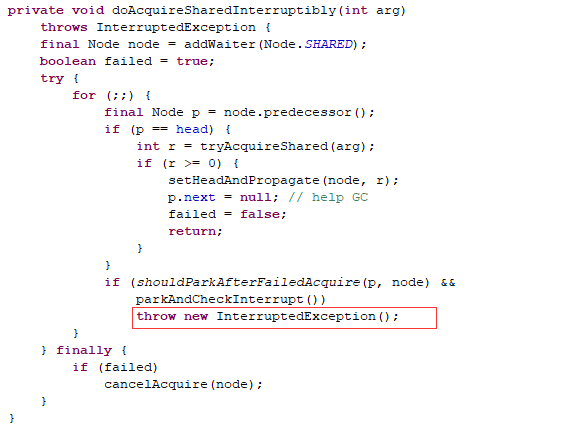 private void doAcquireSharedInterruptibly(int arg)
    throws InterruptedException {
    final Node node = addWaiter(Node.SHARED);
    boolean failed = true;
    try {
        for (;;) {
            final Node p = node.predecessor();
            if (p == head) {
                int r = tryAcquireShared(arg);
                if (r >= 0) {
                    setHeadAndPropagate(node, r);
                    p.next = null; // help GC
                    failed = false;
                    return;
                }
            }
            if (shouldParkAfterFailedAcquire(p, node) &&
                parkAndCheckInterrupt())
                throw new InterruptedException();
        }
    } finally {
        if (failed)
            cancelAcquire(node);
    }
}